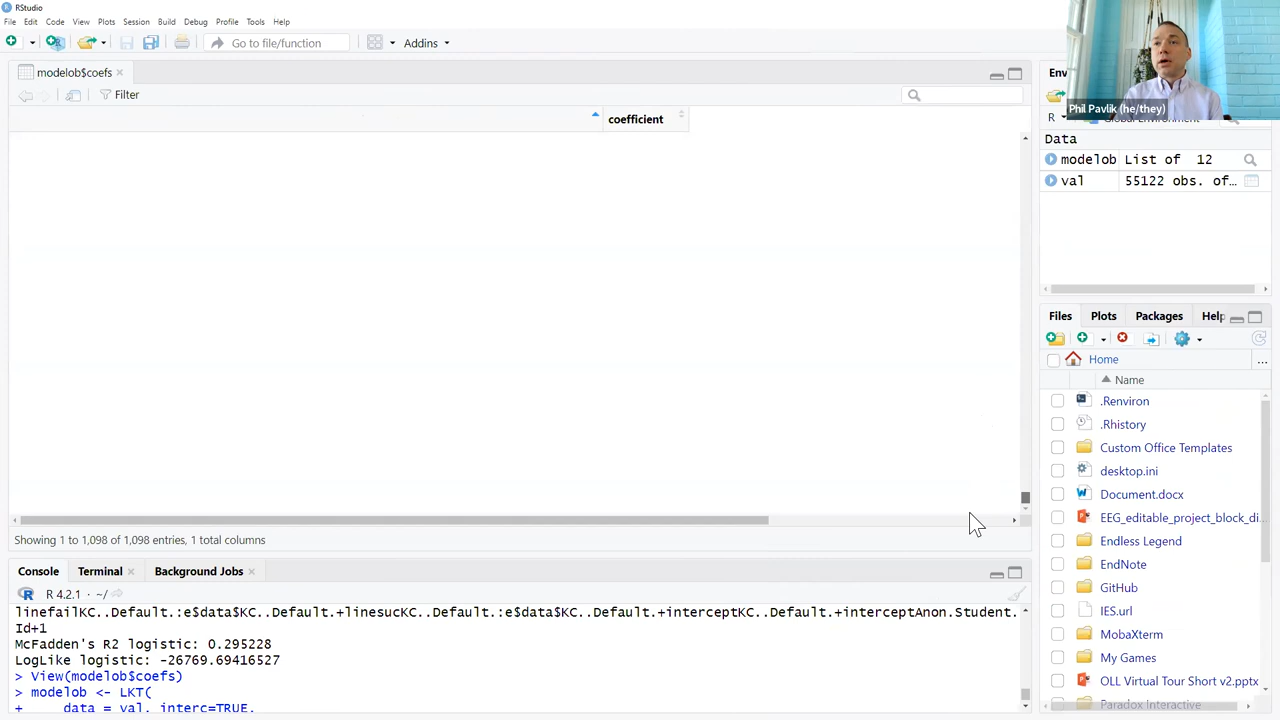 RStudio
File Edit Code View Plots Session Build Debug Profile Tools Help
Go to file/function
Addins
modelob$coefs
Filter
coefficient
Phil Pavlik (he/they)
R
Data
modelob List of 12
val 55122 obs. of…
Files Plots Packages Help
Home
...
Name
.Renviron
.Rhistory
Custom Office Templates
desktop.ini
Document.docx
EEG_editable_project_block_di…
Endless Legend
EndNote
GitHub
IES.url
MobaXterm
My Games
OLL Virtual Tour Short v2.pptx
Paradox Interactive
Showing 1 to 1,098 of 1,098 entries, 1 total columns
Console Terminal Background Jobs
R 4.2.1 · ~/
linefailKC..Default.:e$data$KC..Default.+linesucKC..Default.:e$data$KC..Default.+interceptKC..Default.+interceptAnon.Student.
Id+1
McFadden's R2 logistic: 0.295228
LogLike logistic: -26769.69416527
> View(modelob$coefs)
> modelob <- LKT(
+ data = val, interc=TRUE,